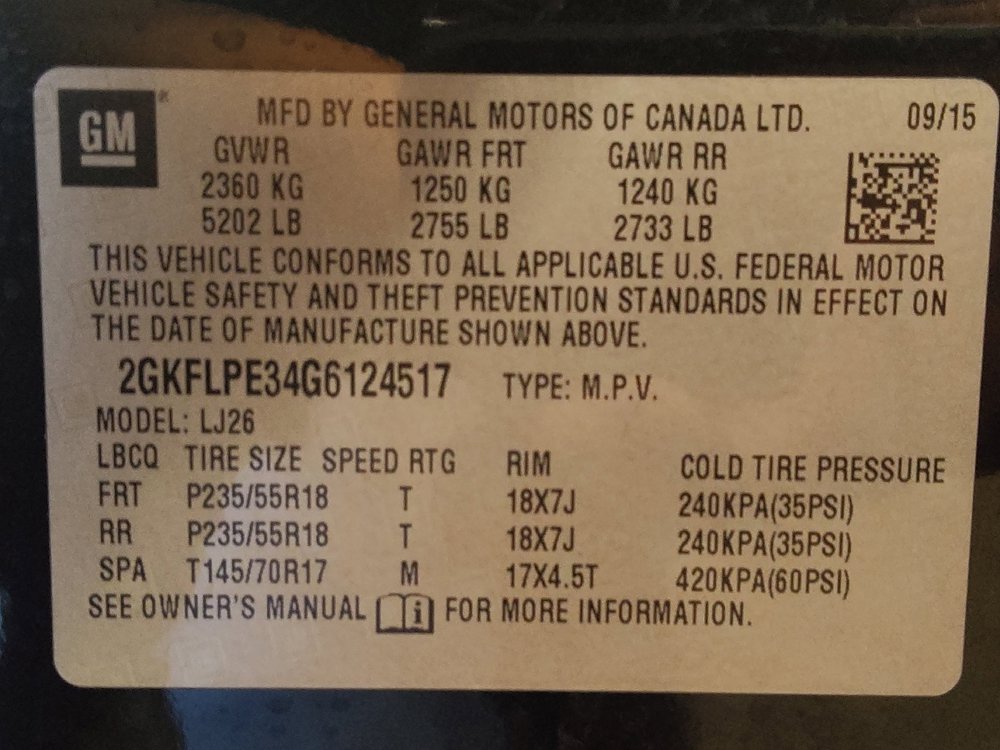 GM
MFD BY GENERAL MOTORS OF CANADA LTD. 09/15
GVWR GAWR FRT GAWR RR
2360 KG 1250 KG 1240 KG
5202 LB 2755 LB 2733 LB
THIS VEHICLE CONFORMS TO ALL APPLICABLE U.S. FEDERAL MOTOR
VEHICLE SAFETY AND THEFT PREVENTION STANDARDS IN EFFECT ON
THE DATE OF MANUFACTURE SHOWN ABOVE.
2GKFLPE34G6124517 TYPE: M.P.V.
MODEL: LJ26
LBCQ TIRE SIZE SPEED RTG RIM COLD TIRE PRESSURE
FRT P235/55R18 T 18X7J 240KPA(35PSI)
RR P235/55R18 T 18X7J 240KPA(35PSI)
SPA T145/70R17 M 17X4.5T 420KPA(60PSI)
SEE OWNER'S MANUAL i FOR MORE INFORMATION.